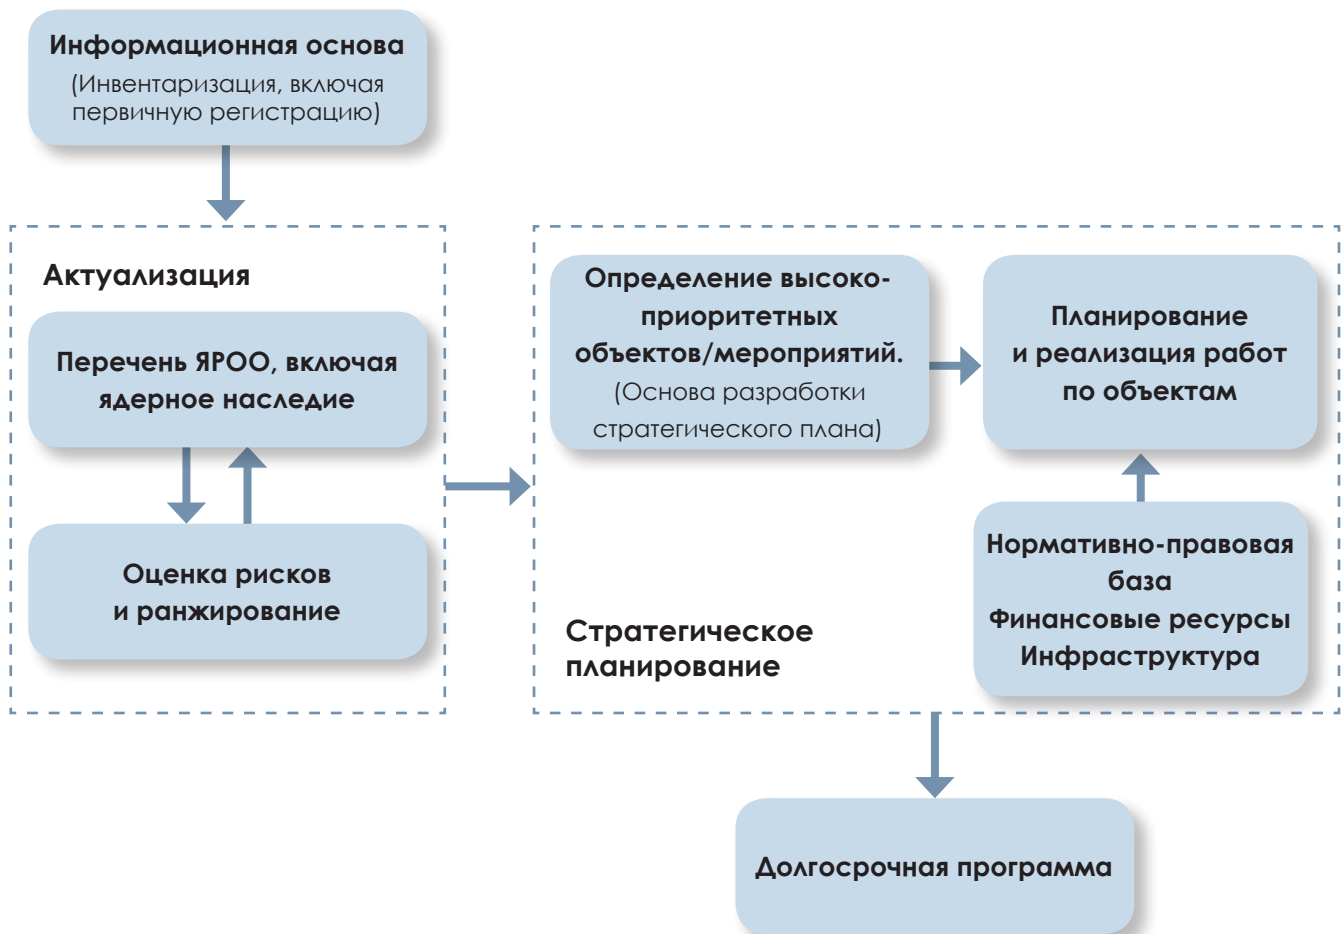 Информационная основа
(Инвентаризация, включая
первичную регистрацию)
Актуализация
Перечень ЯРОО, включая
ядерное наследие
Оценка рисков
и ранжирование
Определение высоко-
приоритетных
объектов/мероприятий.
(Основа разработки
стратегического плана)
Планирование
и реализация работ
по объектам
Нормативно-правовая
база
Финансовые ресурсы
Инфраструктура
Стратегическое
планирование
Долгосрочная программа